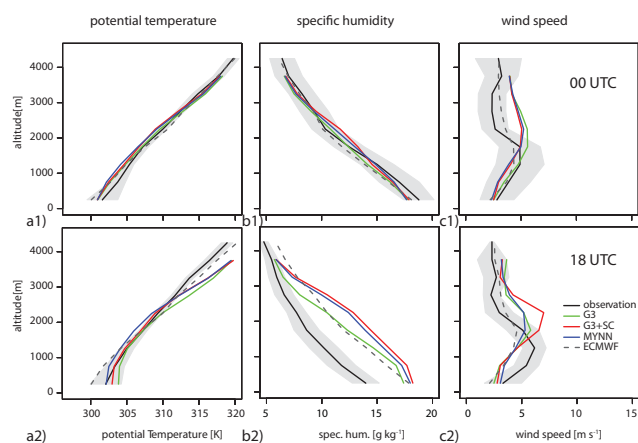 potential temperature specific humidity wind speed
altitude[m]
4000
3000
2000
1000
0
00 UTC
a1) b1) c1)
altitude[m]
4000
3000
2000
1000
0
18 UTC
observation
G3
G3+SC
MYNN
ECMWF
300 305 310 315 320 5 10 15 0 5 10 15
a2) potential Temperature [K] b2) spec. hum. [g kg⁻¹] c2) wind speed [m s⁻¹]